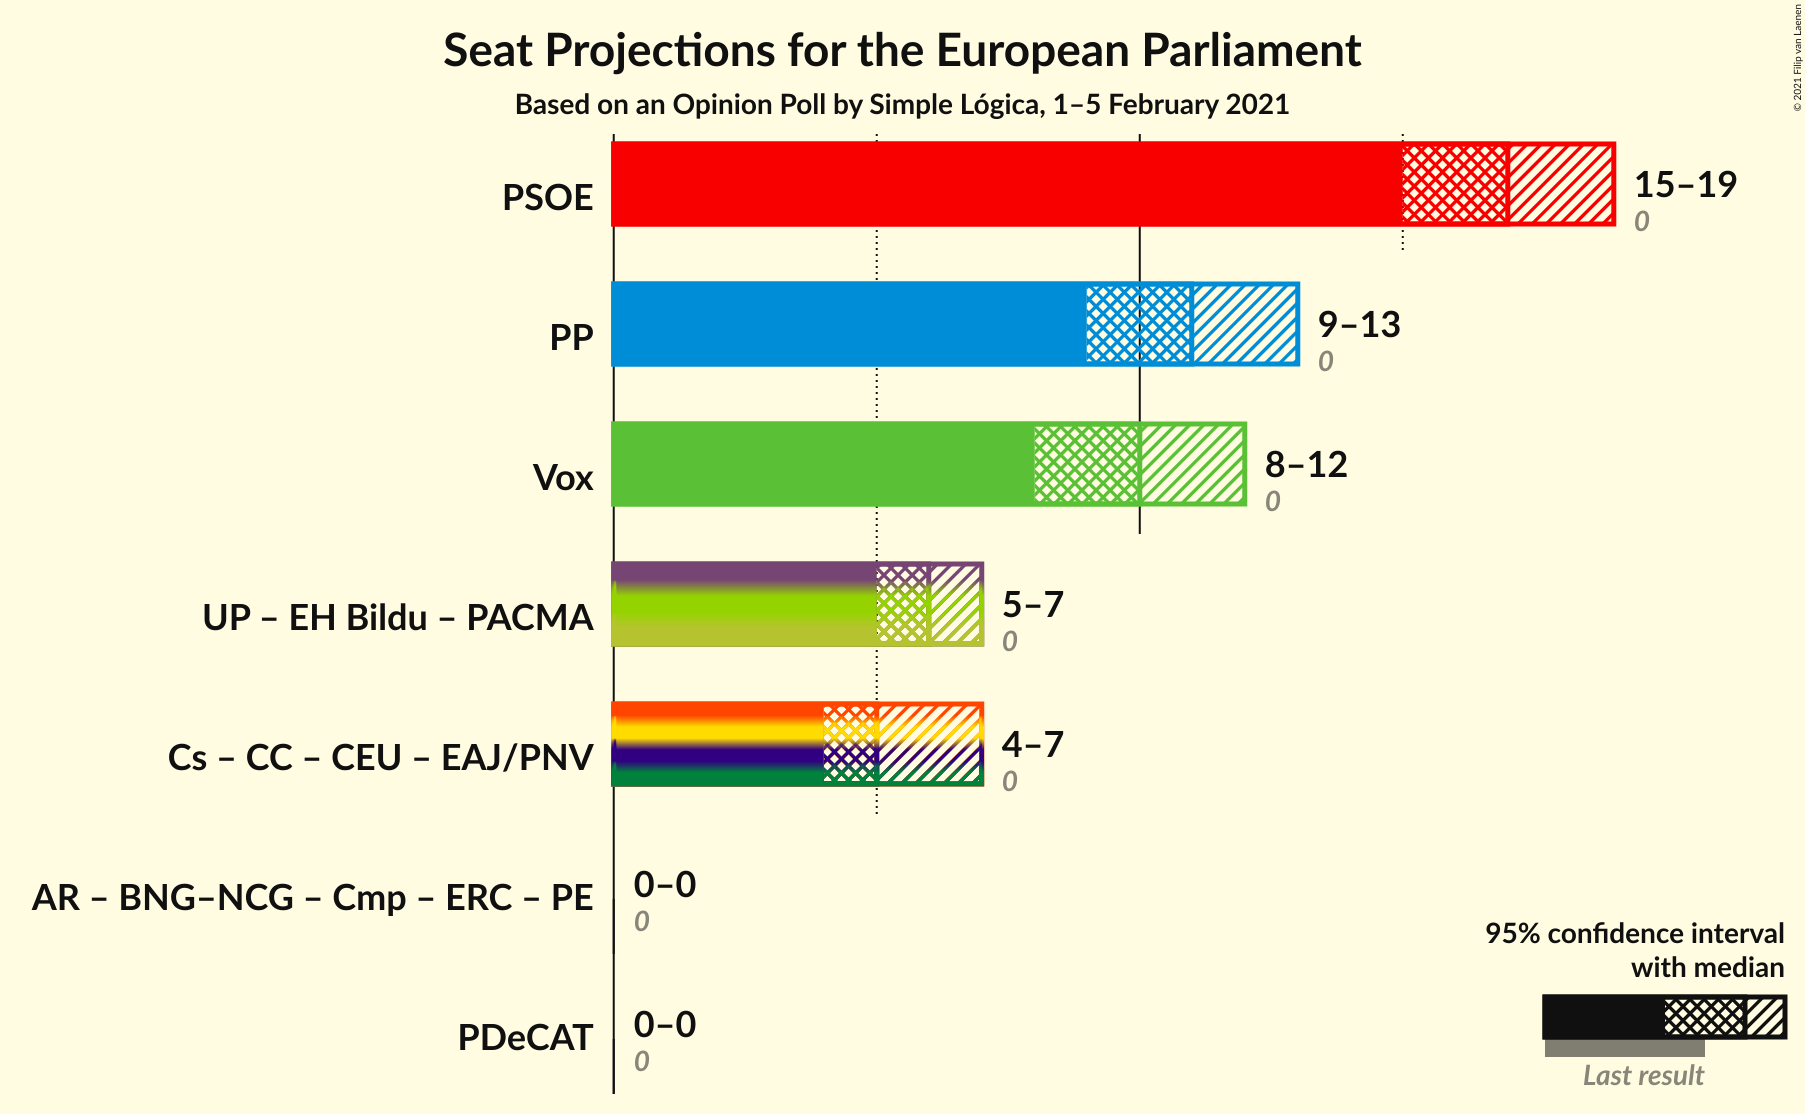 Seat Projections for the European Parliament
Based on an Opinion Poll by Simple Lógica, 1–5 February 2021
© 2021 Filip van Laenen
PSOE
15–19
0
PP
9–13
0
Vox
8–12
0
UP – EH Bildu – PACMA
5–7
0
Cs – CC – CEU – EAJ/PNV
4–7
0
AR – BNG–NCG – Cmp – ERC – PE
0–0
0
PDeCAT
0–0
0
95% confidence interval
with median
Last result